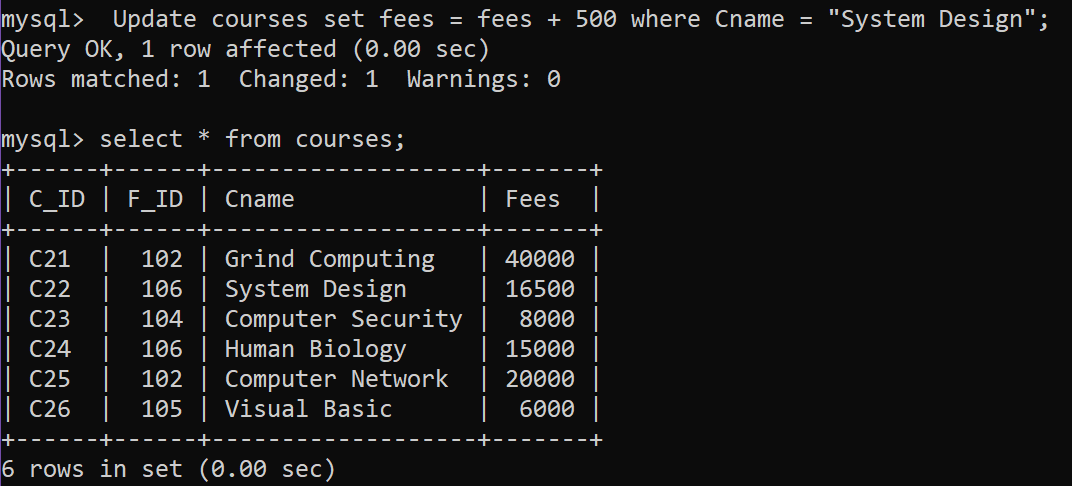 mysql>  Update courses set fees = fees + 500 where Cname = "System Design";
Query OK, 1 row affected (0.00 sec)
Rows matched: 1  Changed: 1  Warnings: 0

mysql> select * from courses;
+------+------+-------------------+-------+
| C_ID | F_ID | Cname             | Fees  |
+------+------+-------------------+-------+
| C21  |  102 | Grind Computing   | 40000 |
| C22  |  106 | System Design     | 16500 |
| C23  |  104 | Computer Security |  8000 |
| C24  |  106 | Human Biology     | 15000 |
| C25  |  102 | Computer Network  | 20000 |
| C26  |  105 | Visual Basic      |  6000 |
+------+------+-------------------+-------+
6 rows in set (0.00 sec)